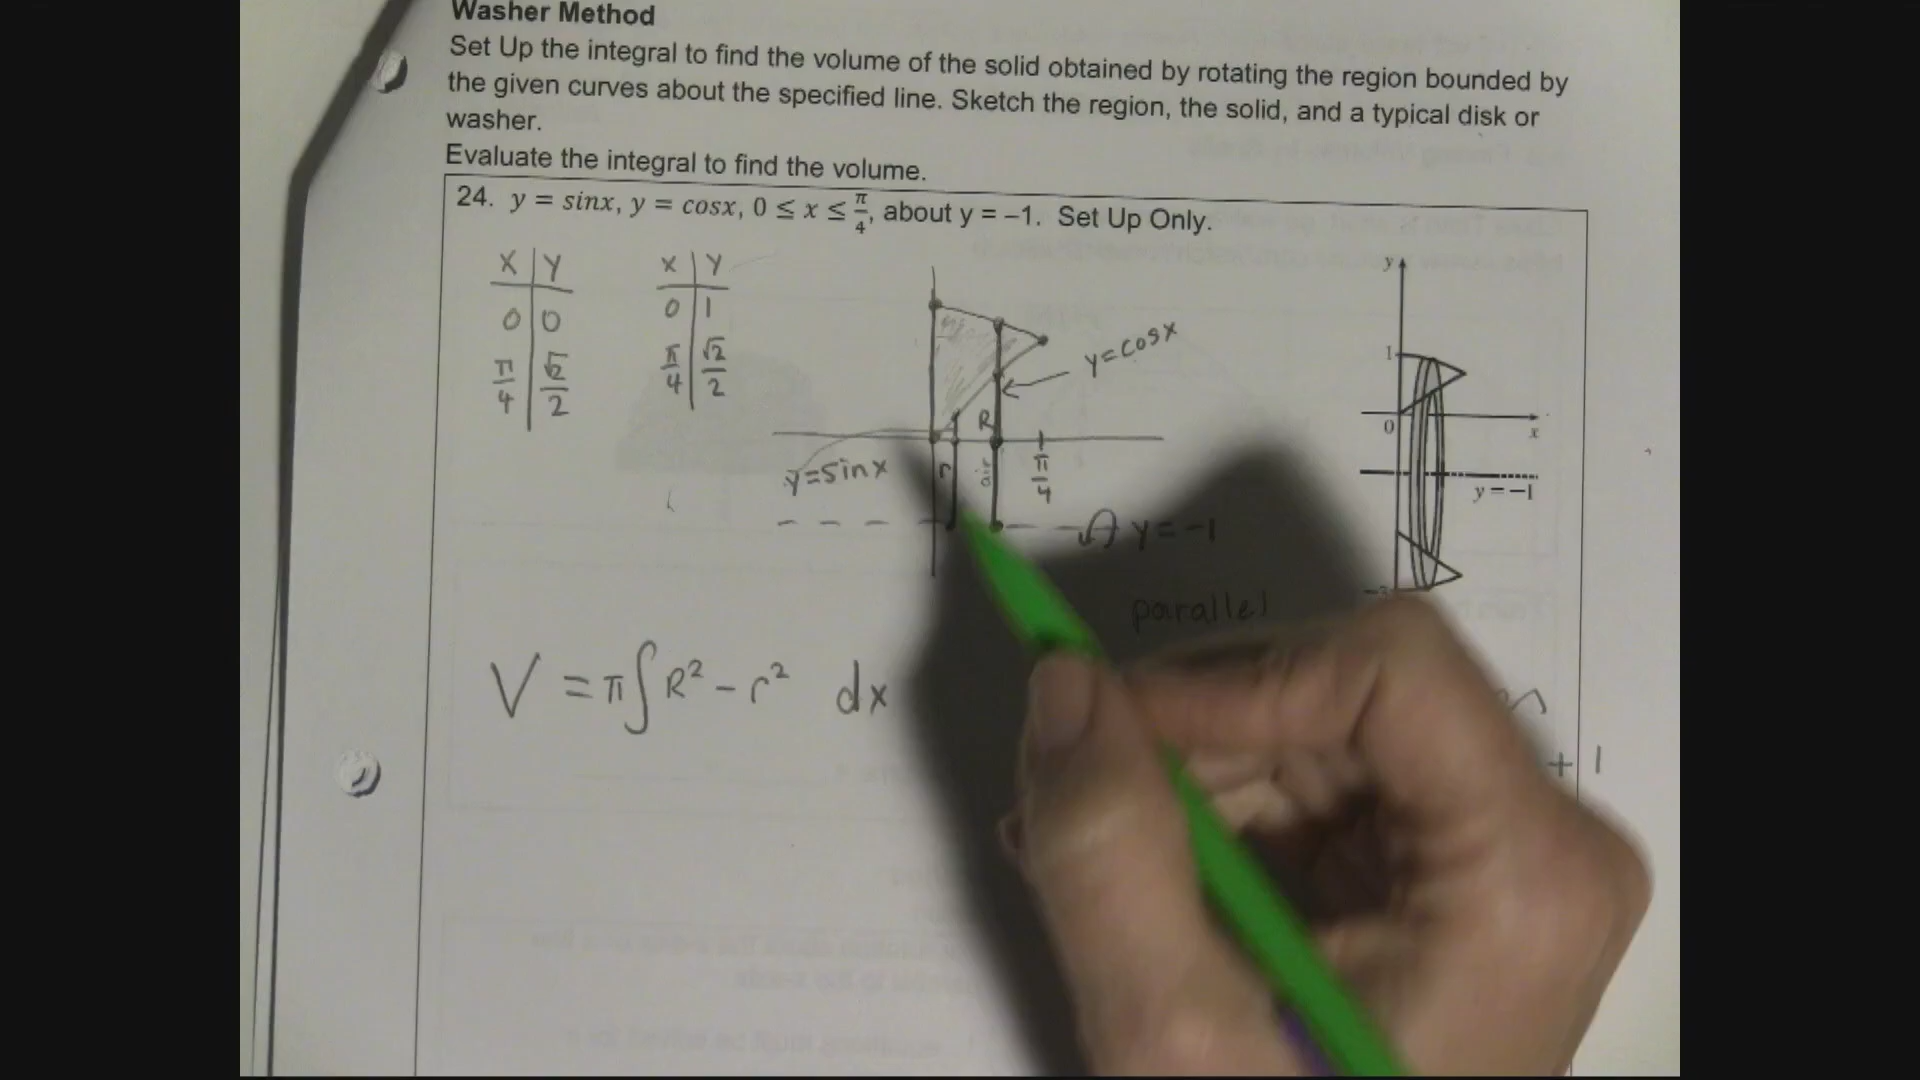 Washer Method
Set Up the integral to find the volume of the solid obtained by rotating the region bounded by
the given curves about the specified line. Sketch the region, the solid, and a typical disk or
washer.
Evaluate the integral to find the volume.
24. y = sinx, y = cosx, 0 ≤ x ≤ π/4, about y = −1. Set Up Only.
x | y
0 | 0
π/4 | √2/2
x | y
0 | 1
π/4 | √2/2
y=cosx
R
y=sinx
r
air
π/4
y = -1
parallel
y
1
0
x
y = −1
V = π∫ R² - r² dx
+ 1